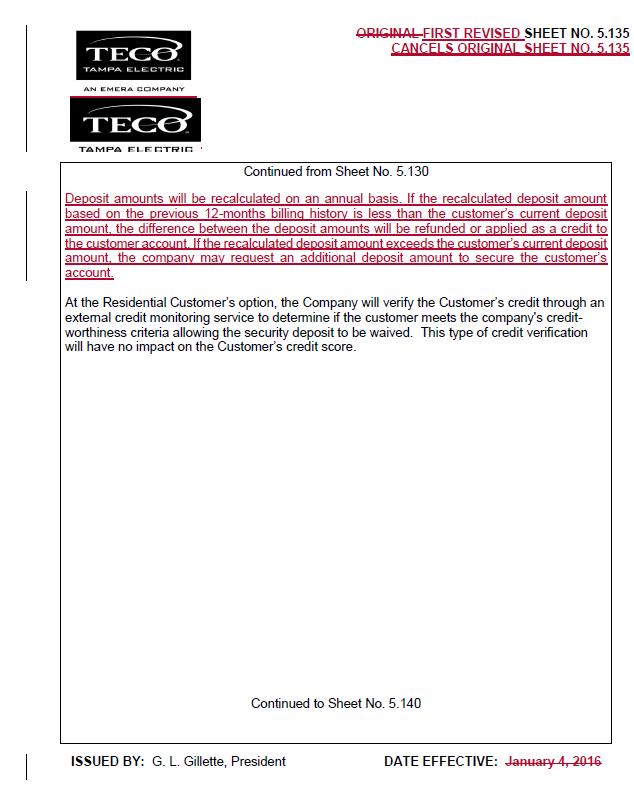 TECO
TAMPA ELECTRIC
AN EMERA COMPANY
TECO
TAMPA ELECTRIC
ORIGINAL FIRST REVISED SHEET NO. 5.135
CANCELS ORIGINAL SHEET NO. 5.135
Continued from Sheet No. 5.130
Deposit amounts will be recalculated on an annual basis. If the recalculated deposit amount
based on the previous 12-months billing history is less than the customer's current deposit
amount, the difference between the deposit amounts will be refunded or applied as a credit to
the customer account. If the recalculated deposit amount exceeds the customer's current deposit
amount, the company may request an additional deposit amount to secure the customer's
account.
At the Residential Customer's option, the Company will verify the Customer's credit through an
external credit monitoring service to determine if the customer meets the company's credit-
worthiness criteria allowing the security deposit to be waived. This type of credit verification
will have no impact on the Customer's credit score.
Continued to Sheet No. 5.140
ISSUED BY: G. L. Gillette, President DATE EFFECTIVE: January 4, 2016